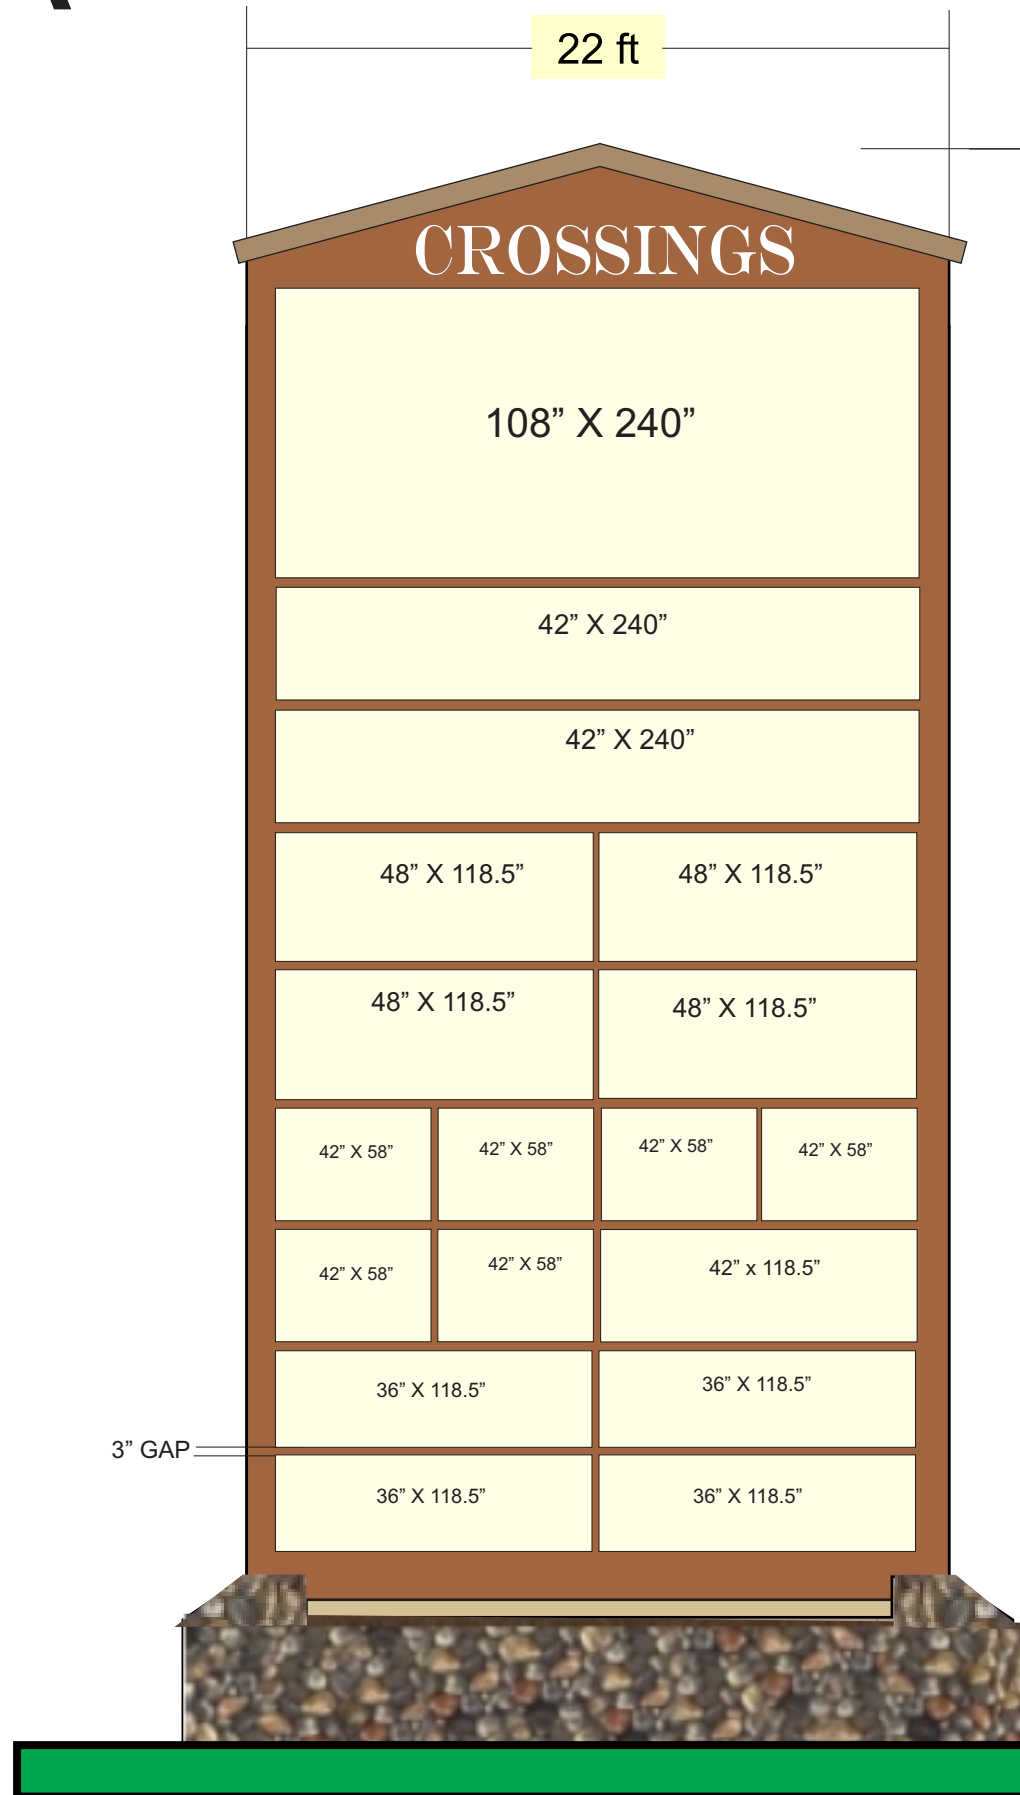 22 ft
CROSSINGS
108” X 240”
42” X 240”
42” X 240”
48” X 118.5”
48” X 118.5”
48” X 118.5”
48” X 118.5”
42” X 58”
42” X 58”
42” X 58”
42” X 58”
42” X 58”
42” X 58”
42” x 118.5”
36” X 118.5”
36” X 118.5”
3” GAP
36” X 118.5”
36” X 118.5”